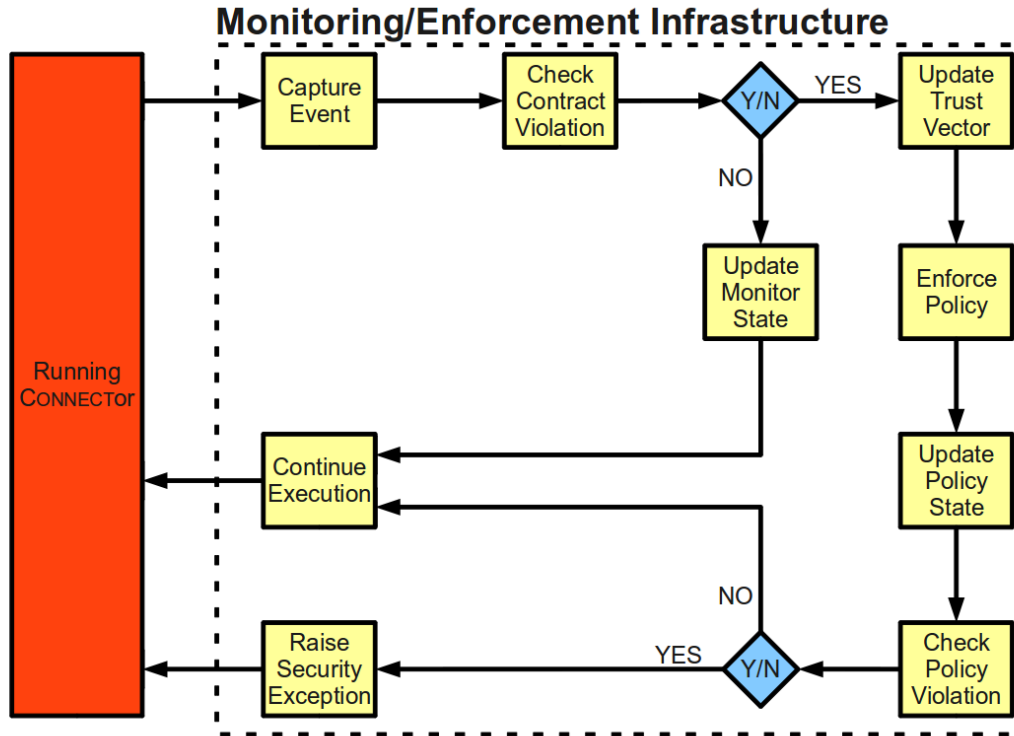 Monitoring/Enforcement Infrastructure
Capture
Event
Check
Contract
Violation
Y/N
YES
Update
Trust
Vector
NO
Update
Monitor
State
Enforce
Policy
Running
CONNECTor
Continue
Execution
Update
Policy
State
NO
Raise
Security
Exception
YES
Y/N
Check
Policy
Violation